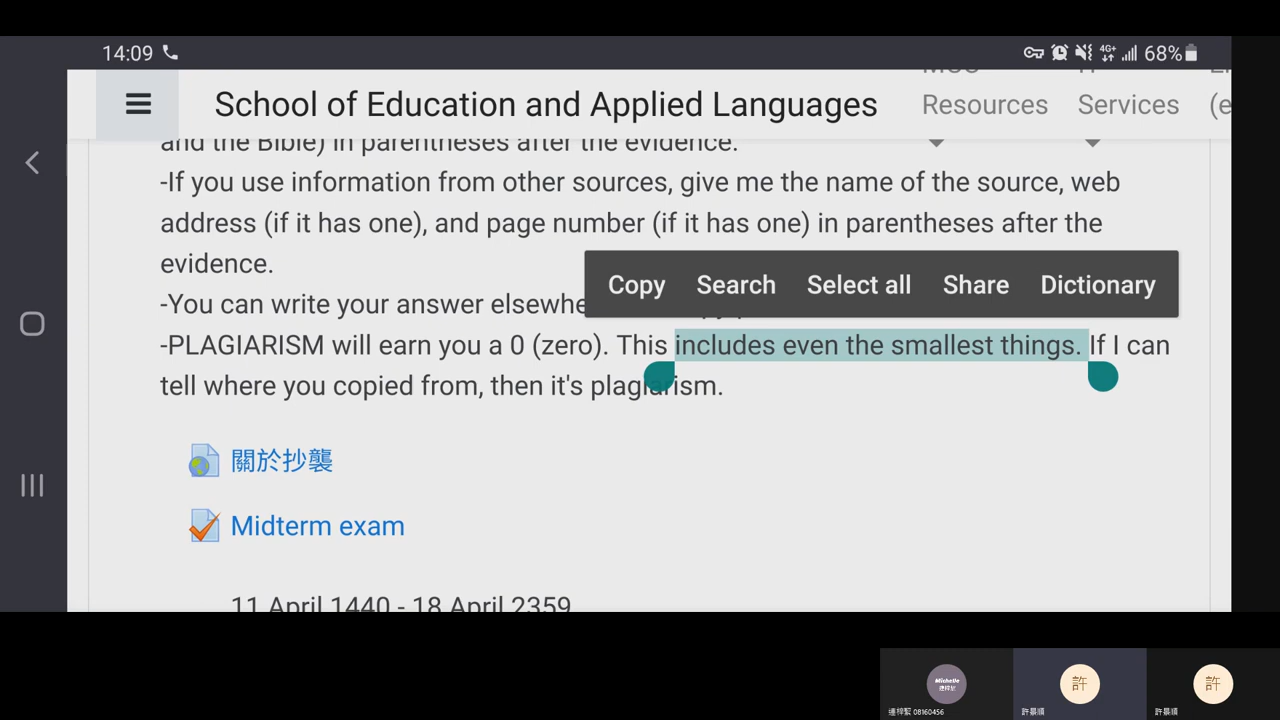 14:09 4G+ 68%
School of Education and Applied Languages
Resources Services (e
and the Bible) in parentheses after the evidence.
-If you use information from other sources, give me the name of the source, web
address (if it has one), and page number (if it has one) in parentheses after the
evidence.
Copy Search Select all Share Dictionary
-You can write your answer elsewhe
-PLAGIARISM will earn you a 0 (zero). This includes even the smallest things. If I can
tell where you copied from, then it's plagiarism.
關於抄襲
Midterm exam
11 April 1440 - 18 April 2359
Michelle
08160456
許
許